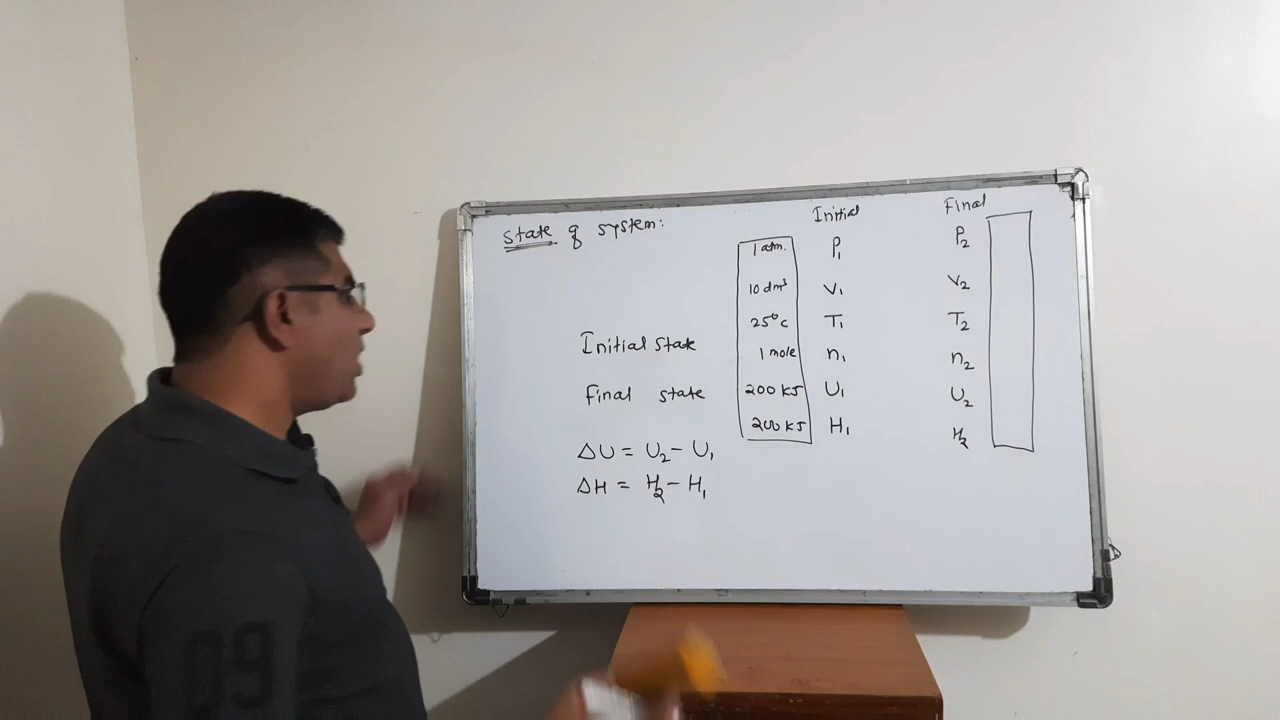 State of system:
Initial Final
1 atm. P₁ P₂
10 dm³ V₁ V₂
25°c T₁ T₂
Initial State
1 mole n₁ n₂
Final state
200 KJ U₁ U₂
200 KJ H₁ H₂
ΔU = U₂ - U₁
ΔH = H₂ - H₁
09